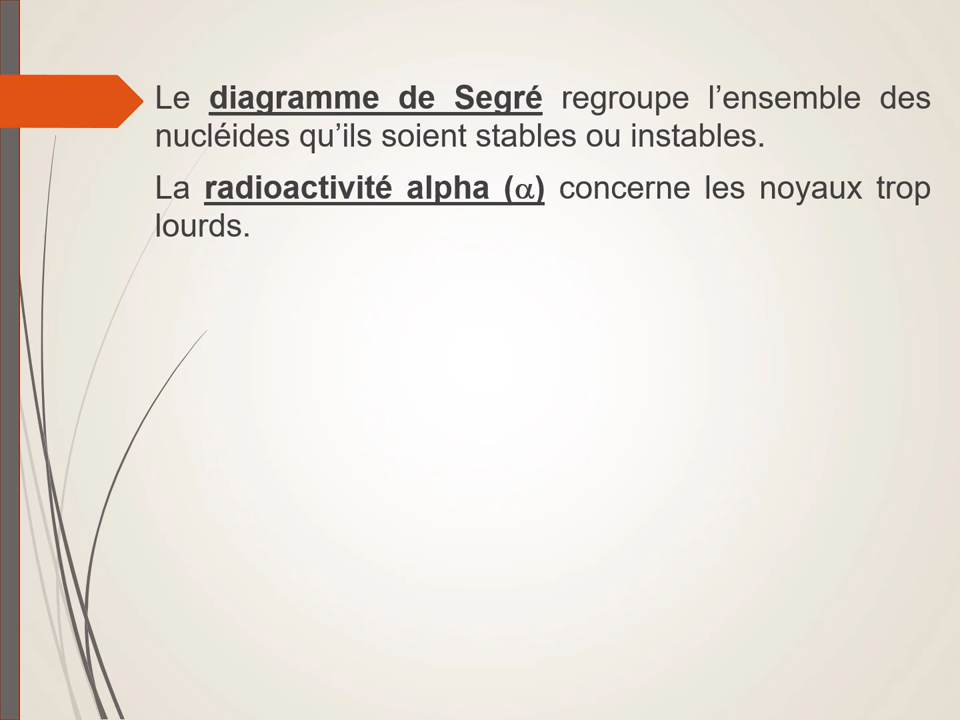 Le diagramme de Segré regroupe l’ensemble des
nucléides qu’ils soient stables ou instables.
La radioactivité alpha (α) concerne les noyaux trop
lourds.